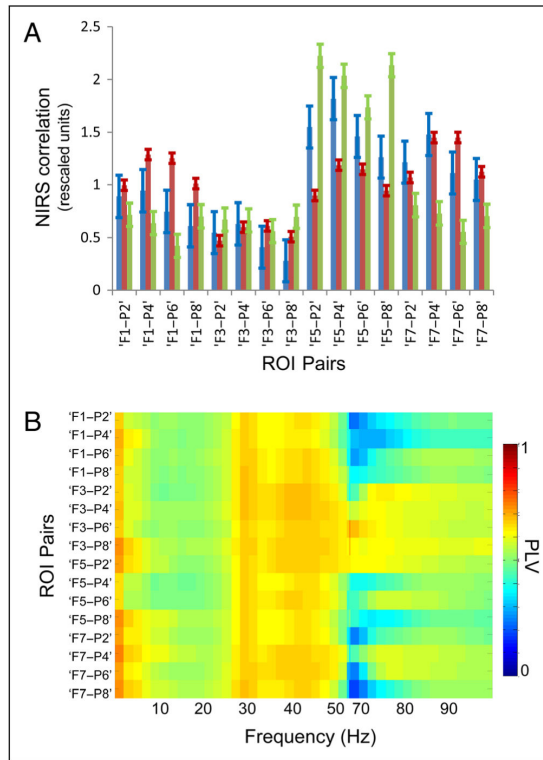 A
NIRS correlation
(rescaled units)
2.5
2
1.5
1
0.5
0
'F1–P2'
'F1–P4'
'F1–P6'
'F1–P8'
'F3–P2'
'F3–P4'
'F3–P6'
'F3–P8'
'F5–P2'
'F5–P4'
'F5–P6'
'F5–P8'
'F7–P2'
'F7–P4'
'F7–P6'
'F7–P8'
ROI Pairs
B
ROI Pairs
'F1–P2'
'F1–P4'
'F1–P6'
'F1–P8'
'F3–P2'
'F3–P4'
'F3–P6'
'F3–P8'
'F5–P2'
'F5–P4'
'F5–P6'
'F5–P8'
'F7–P2'
'F7–P4'
'F7–P6'
'F7–P8'
10 20 30 40 50 70 80 90
Frequency (Hz)
1
PLV
0